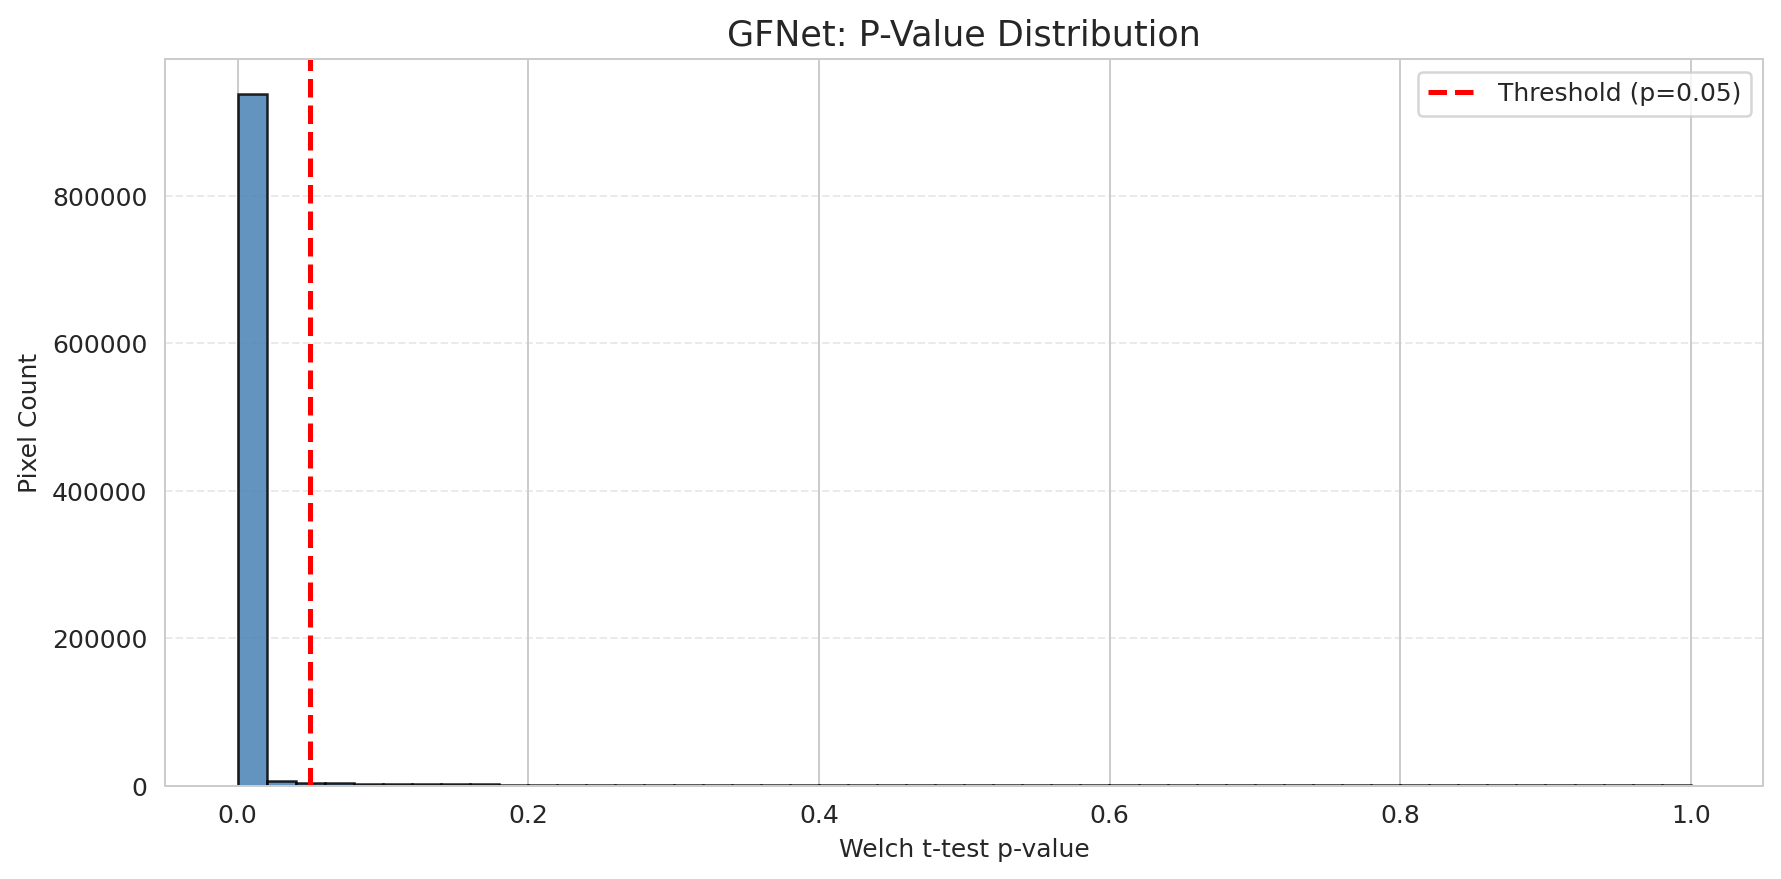 GFNet: P-Value Distribution
Threshold (p=0.05)
800000
600000
400000
200000
0
Pixel Count
0.0
0.2
0.4
0.6
0.8
1.0
Welch t-test p-value